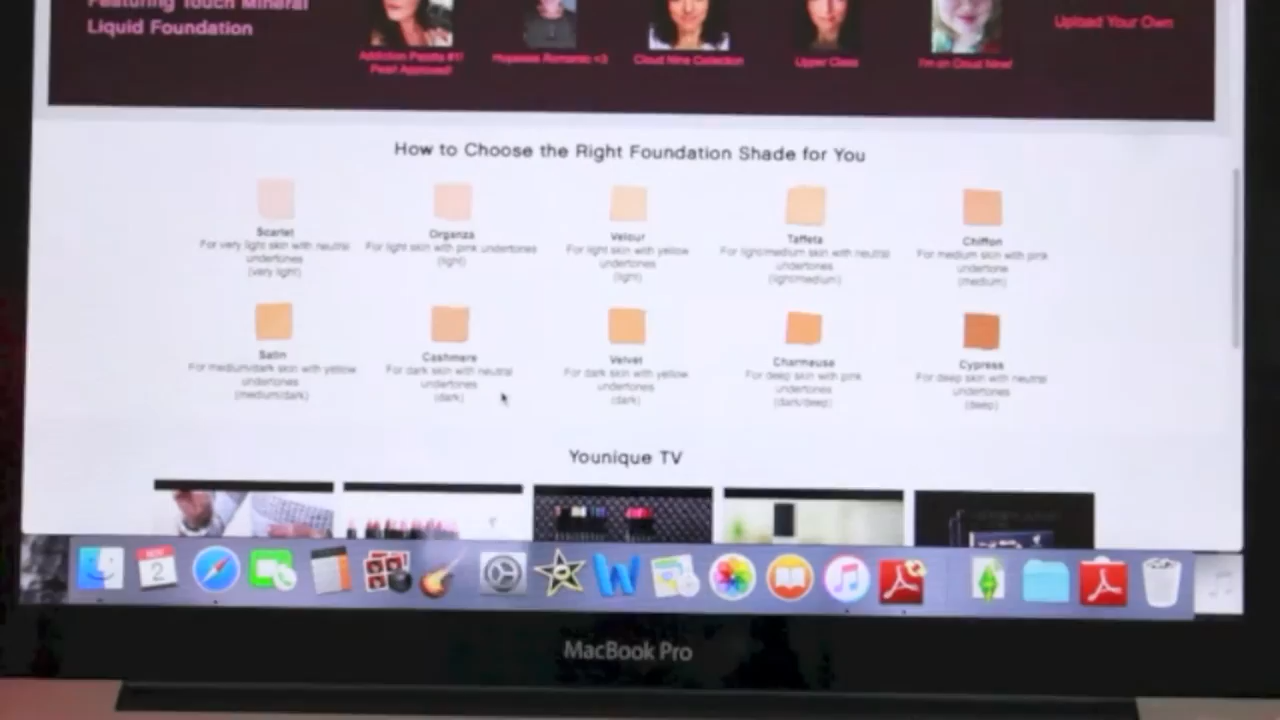 Featuring Touch Mineral
Liquid Foundation
Addiction Palette #1!
Pearl Approved!
Hopeless Romantic <3
Cloud Nine Collection
Upper Class
I'm on Cloud Nine!
Upload Your Own
How to Choose the Right Foundation Shade for You
Scarlet
For very light skin with neutral
undertones
(very light)
Organza
For light skin with pink undertones
(light)
Velour
For light skin with yellow
undertones
(light)
Taffeta
For light/medium skin with neutral
undertones
(light/medium)
Chiffon
For medium skin with pink
undertone
(medium)
Satin
For medium/dark skin with yellow
undertones
(medium/dark)
Cashmere
For dark skin with neutral
undertones
(dark)
Velvet
For dark skin with yellow
undertones
(dark)
Charmeuse
For deep skin with pink
undertones
(dark/deep)
Cypress
For deep skin with neutral
undertones
(deep)
Younique TV
NOV
2
W
MacBook Pro